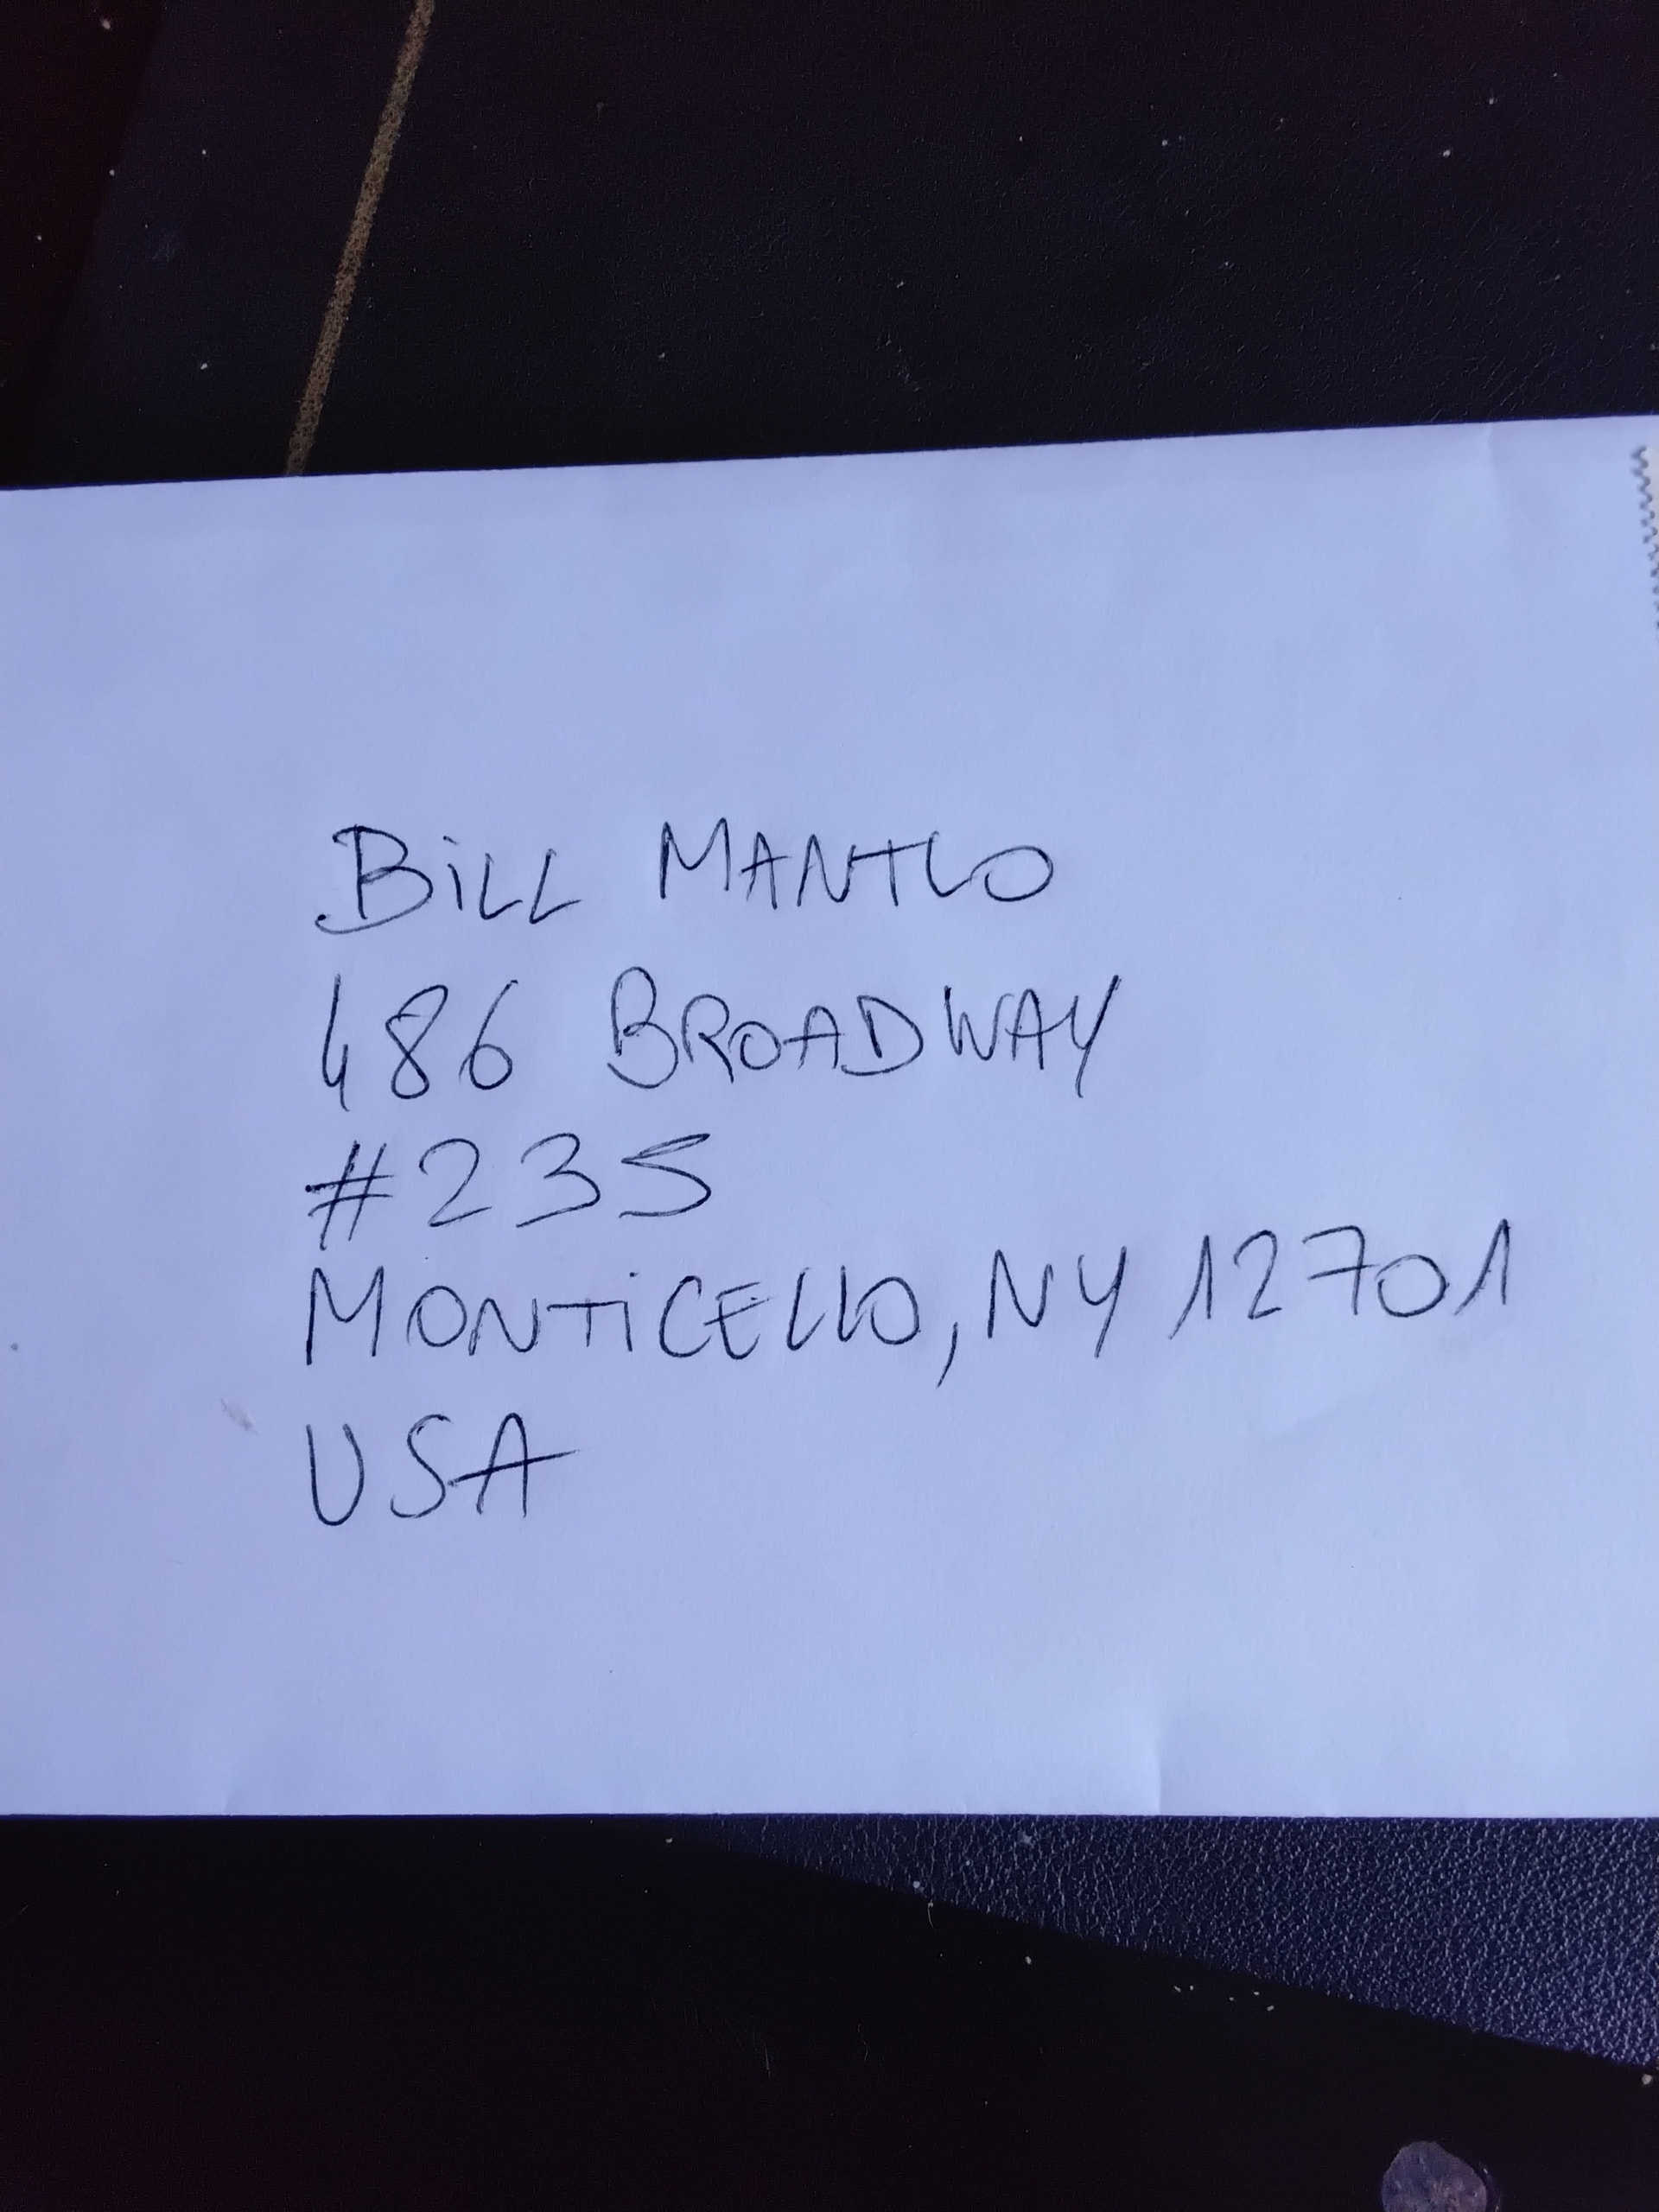 BiLL MANTLO
486 BROADWAY
#235
MONTiCELLO, NY 12701
USA